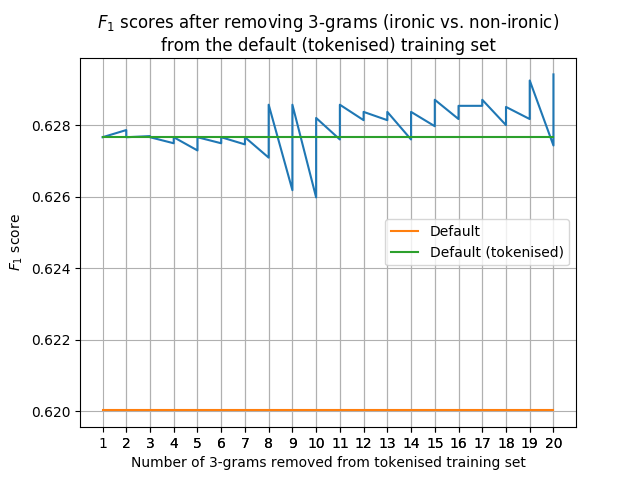 F₁ scores after removing 3-grams (ironic vs. non-ironic)
from the default (tokenised) training set
F₁ score
0.628
0.626
0.624
0.622
0.620
Default
Default (tokenised)
1 2 3 4 5 6 7 8 9 10 11 12 13 14 15 16 17 18 19 20
Number of 3-grams removed from tokenised training set